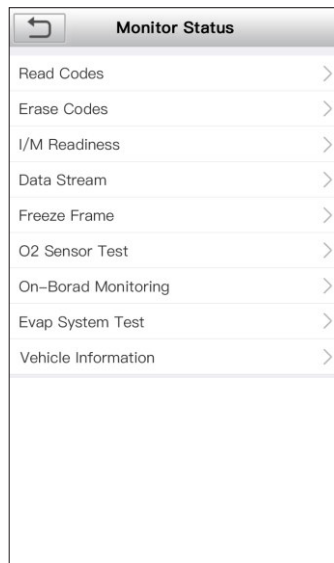 Monitor Status
Read Codes
Erase Codes
I/M Readiness
Data Stream
Freeze Frame
O2 Sensor Test
On-Borad Monitoring
Evap System Test
Vehicle Information